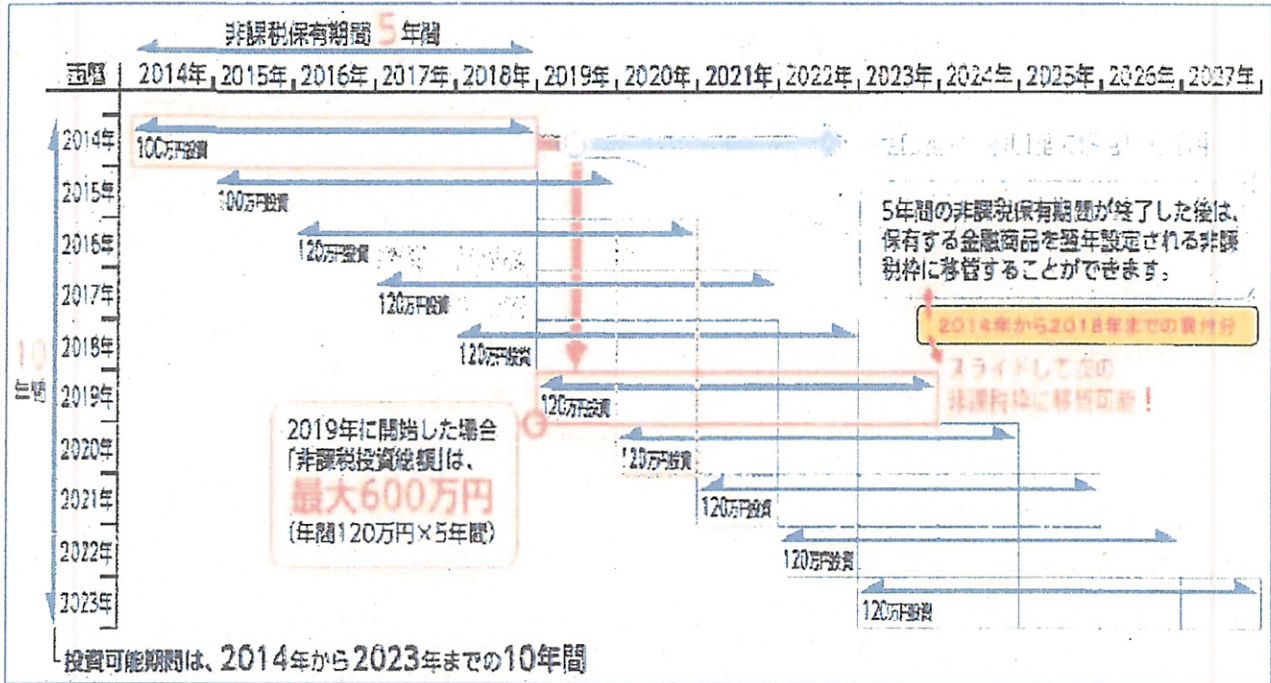 非課税保有期間 5 年間
西暦 2014年 2015年 2016年 2017年 2018年 2019年 2020年 2021年 2022年 2023年 2024年 2025年 2026年 2027年
2014年
100万円投資
2015年
100万円投資
5年間の非課税保有期間が終了した後は、
保有する金融商品を翌年設定される非課
税枠に移管することができます。
2016年
120万円投資
2017年
120万円投資
2014年から2018年までの買付分
2018年
120万円投資
スライドして次の
非課税枠に移管可能！
10
年間
2019年
120万円投資
2019年に開始した場合
「非課税投資総額」は、
最大600万円
(年間120万円×5年間)
2020年
120万円投資
2021年
120万円投資
2022年
120万円投資
2023年
120万円投資
投資可能期間は、2014年から2023年までの10年間